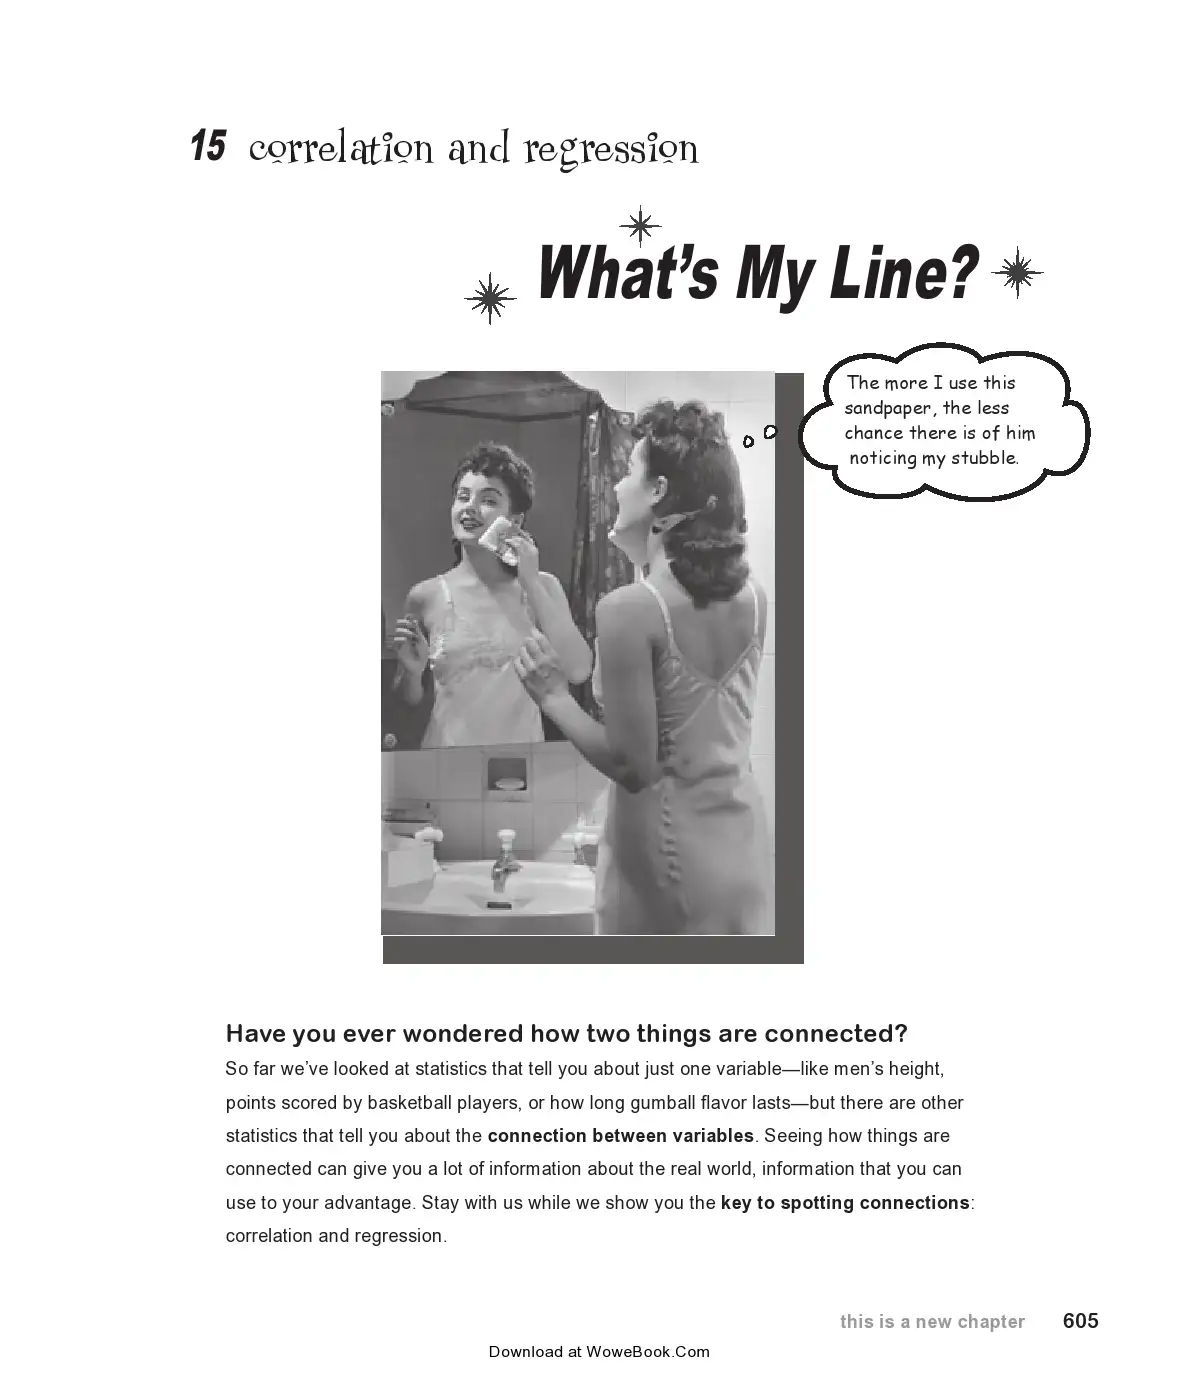 15 correlation and regression
What's My Line?
The more I use this
sandpaper, the less
chance there is of him
noticing my stubble.
Have you ever wondered how two things are connected?
So far we've looked at statistics that tell you about just one variable—like men's height,
points scored by basketball players, or how long gumball flavor lasts—but there are other
statistics that tell you about the connection between variables. Seeing how things are
connected can give you a lot of information about the real world, information that you can
use to your advantage. Stay with us while we show you the key to spotting connections:
correlation and regression.
this is a new chapter 605
Download at WoweBook.Com